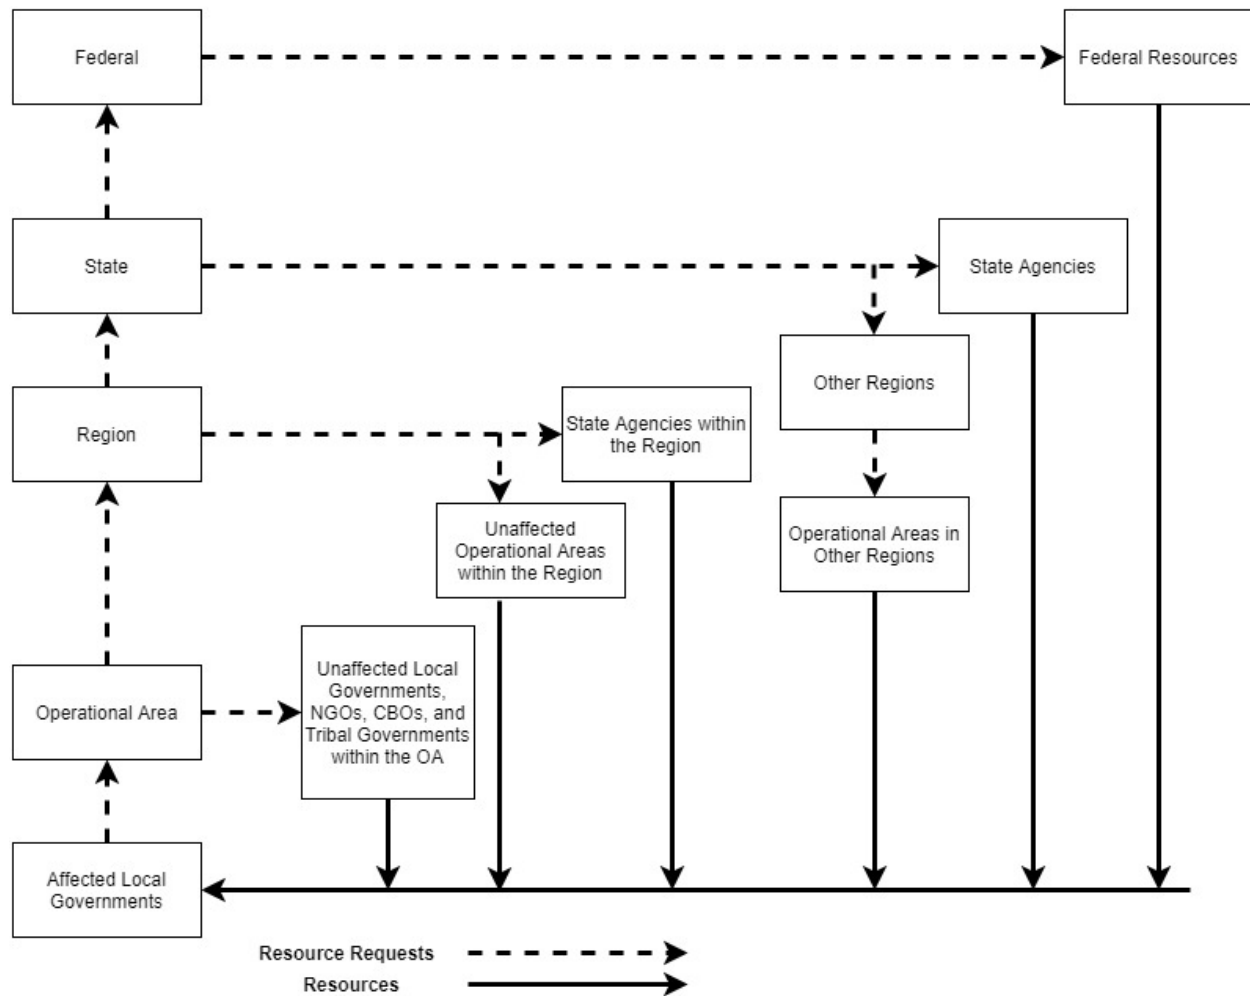 Federal
Federal Resources
State
State Agencies
Other Regions
Region
State Agencies within
the Region
Unaffected
Operational Areas
within the Region
Operational Areas in
Other Regions
Operational Area
Unaffected Local
Governments,
NGOs, CBOs, and
Tribal Governments
within the OA
Affected Local
Governments
Resource Requests
Resources